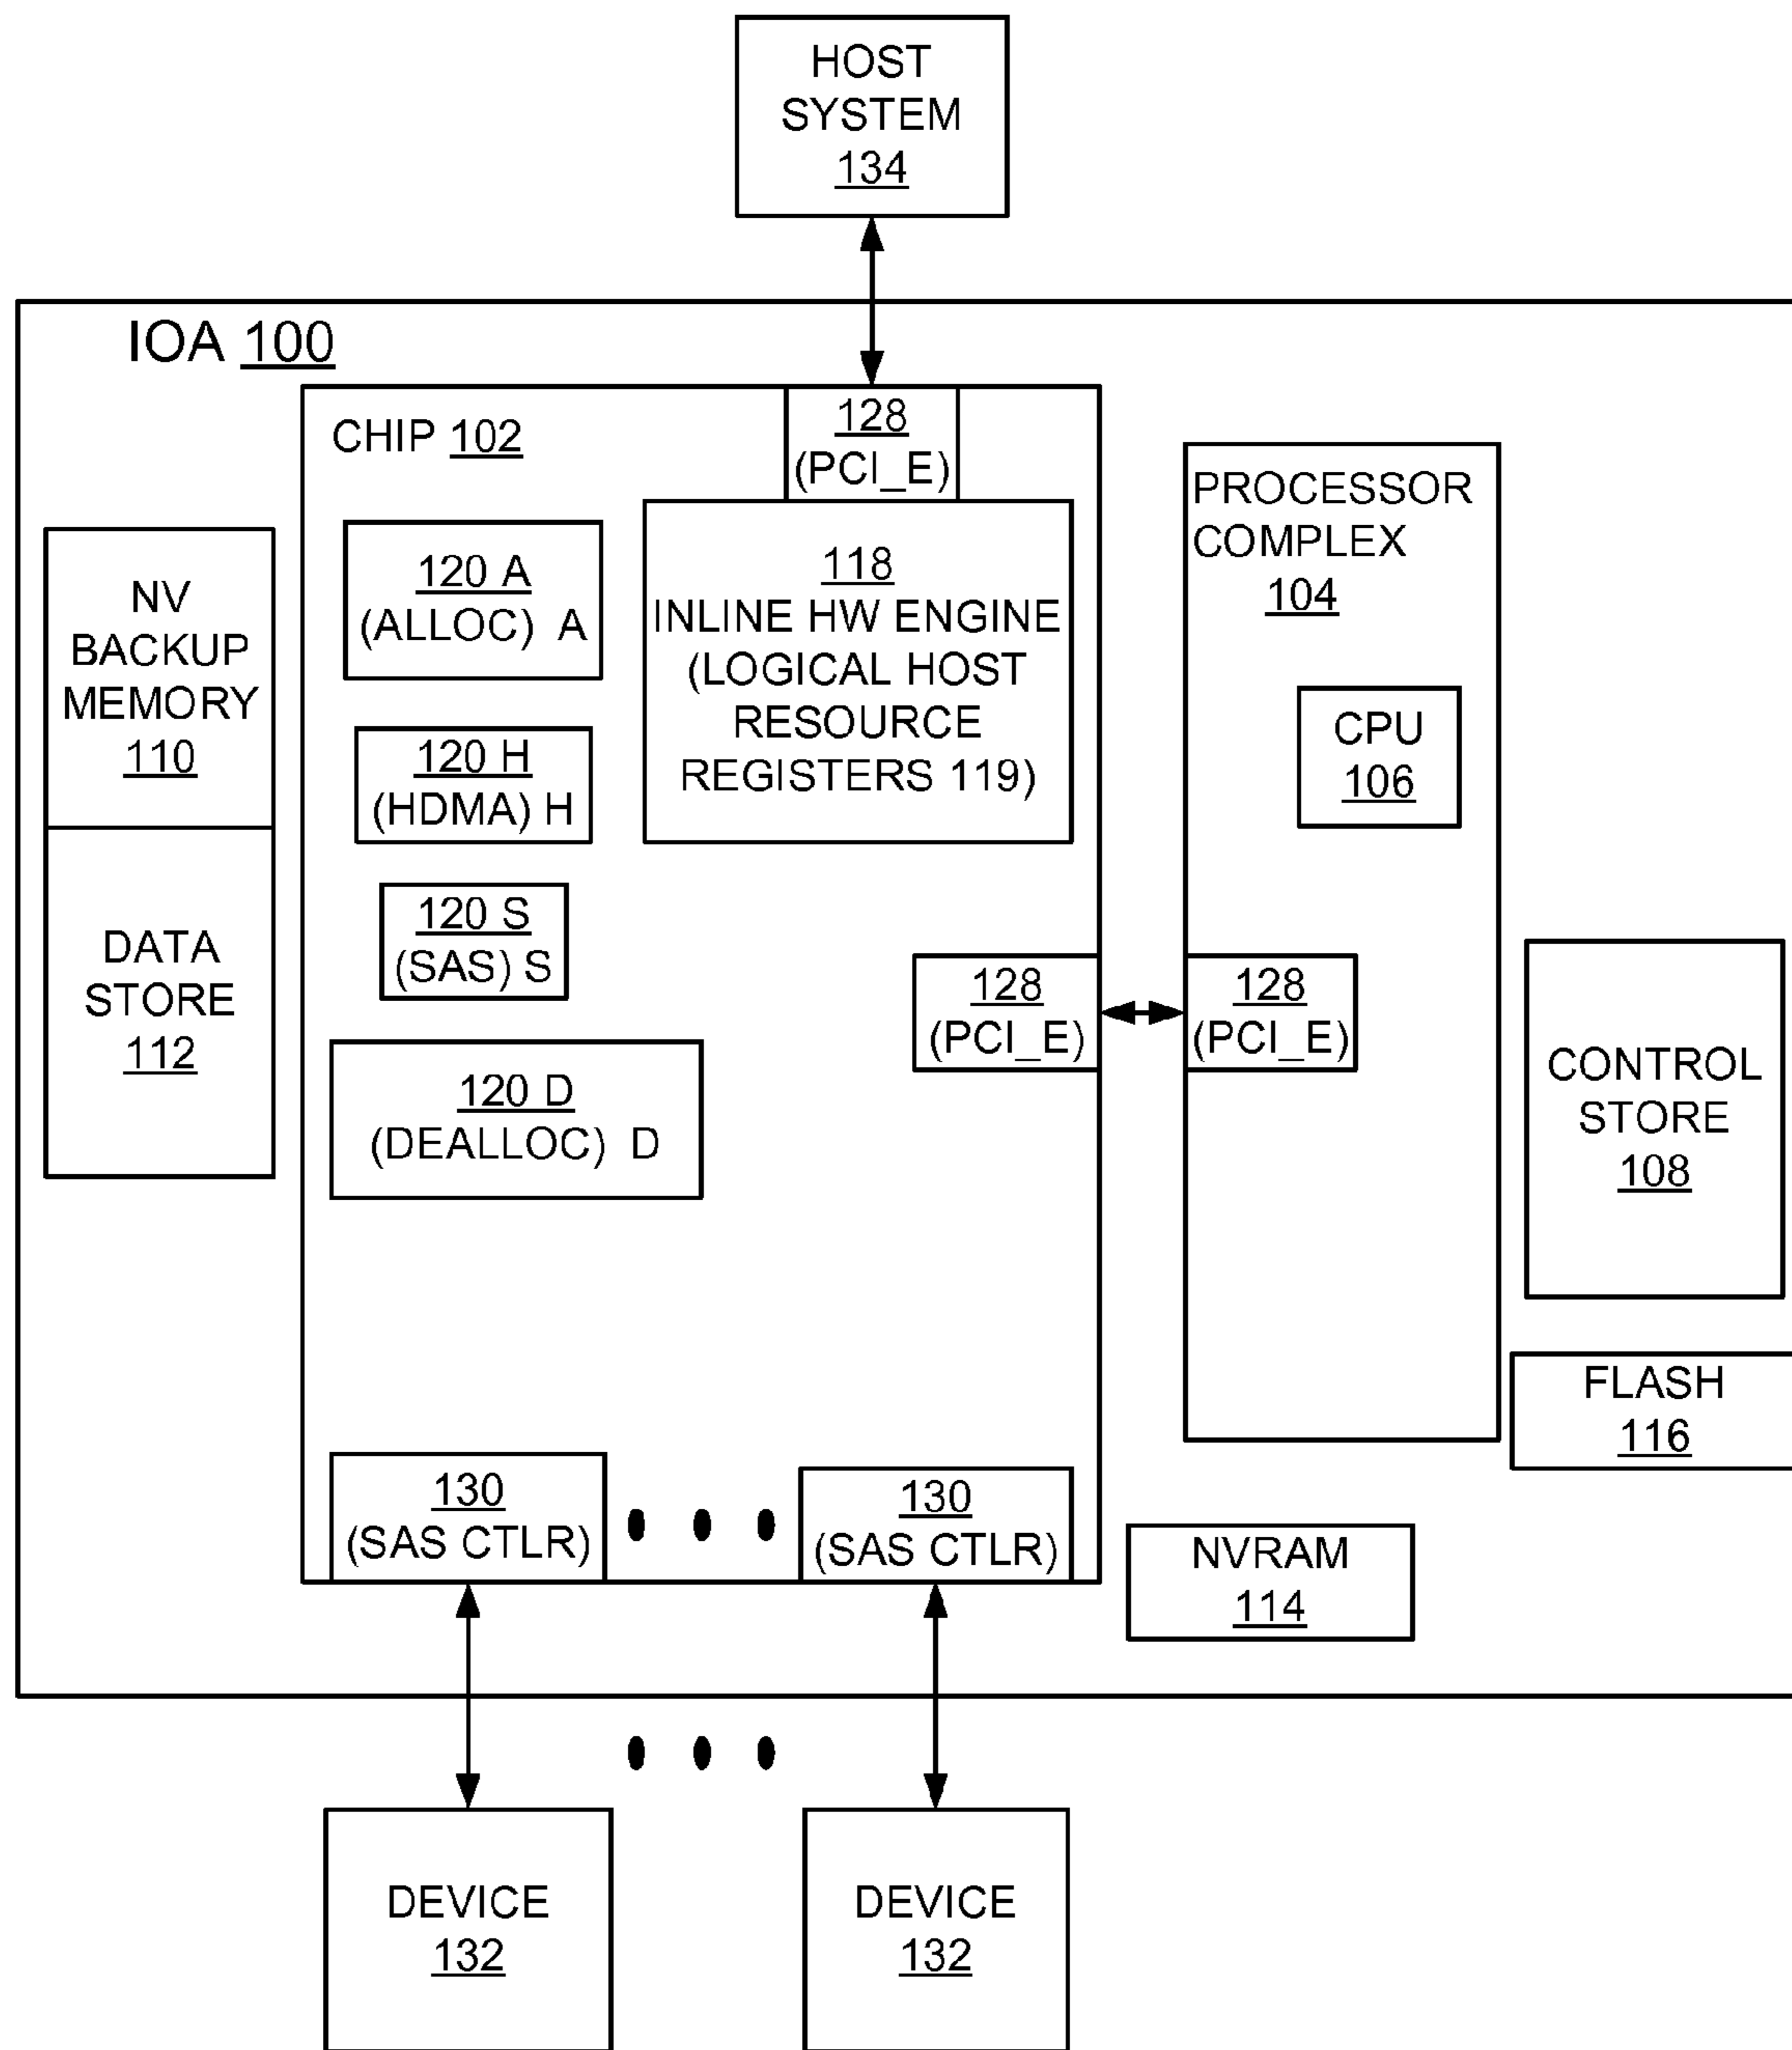 HOST
SYSTEM
134
IOA 100
CHIP 102
128
(PCI_E)
PROCESSOR
COMPLEX
104
NV
BACKUP
MEMORY
110
120 A
(ALLOC) A
118
INLINE HW ENGINE
(LOGICAL HOST
RESOURCE
REGISTERS 119)
CPU
106
120 H
(HDMA) H
DATA
STORE
112
120 S
(SAS) S
128
(PCI_E)
128
(PCI_E)
CONTROL
STORE
108
120 D
(DEALLOC) D
FLASH
116
130
(SAS CTLR)
130
(SAS CTLR)
NVRAM
114
DEVICE
132
DEVICE
132